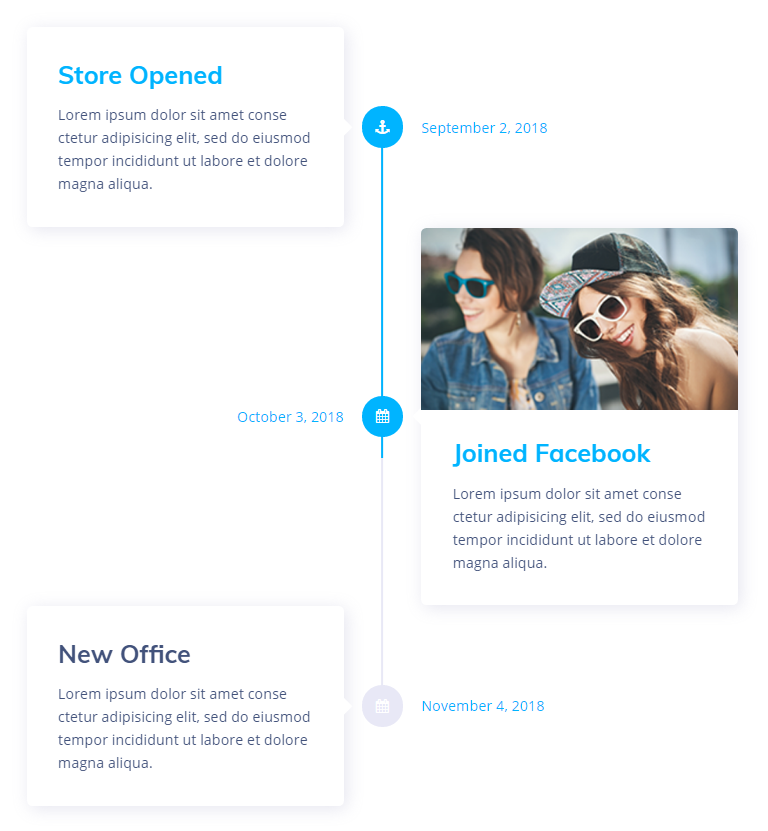 Store Opened
Lorem ipsum dolor sit amet conse
ctetur adipisicing elit, sed do eiusmod
tempor incididunt ut labore et dolore
magna aliqua.
September 2, 2018
October 3, 2018
Joined Facebook
Lorem ipsum dolor sit amet conse
ctetur adipisicing elit, sed do eiusmod
tempor incididunt ut labore et dolore
magna aliqua.
New Office
Lorem ipsum dolor sit amet conse
ctetur adipisicing elit, sed do eiusmod
tempor incididunt ut labore et dolore
magna aliqua.
November 4, 2018